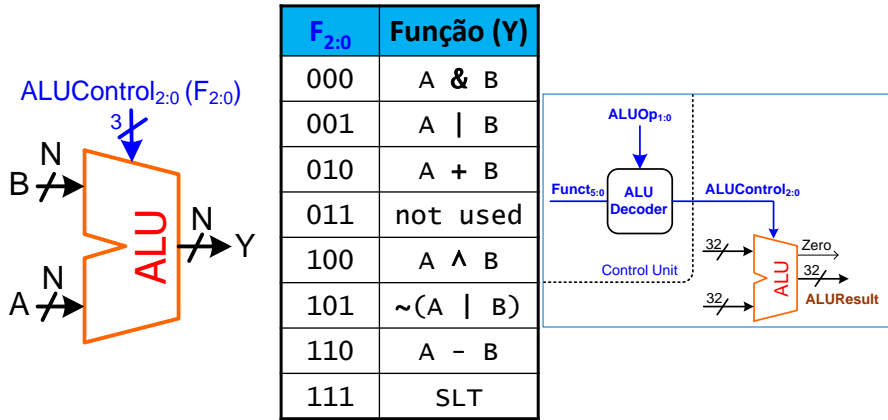 ALUControl2:0 (F2:0)
3
N
B
N
Y
ALU
N
A
F2:0 Função (Y)
000 A & B
001 A | B
010 A + B
011 not used
100 A ^ B
101 ~(A | B)
110 A - B
111 SLT
ALUOp1:0
Funct5:0
ALU
Decoder
ALUControl2:0
Control Unit
32
Zero
ALU
32
ALUResult
32